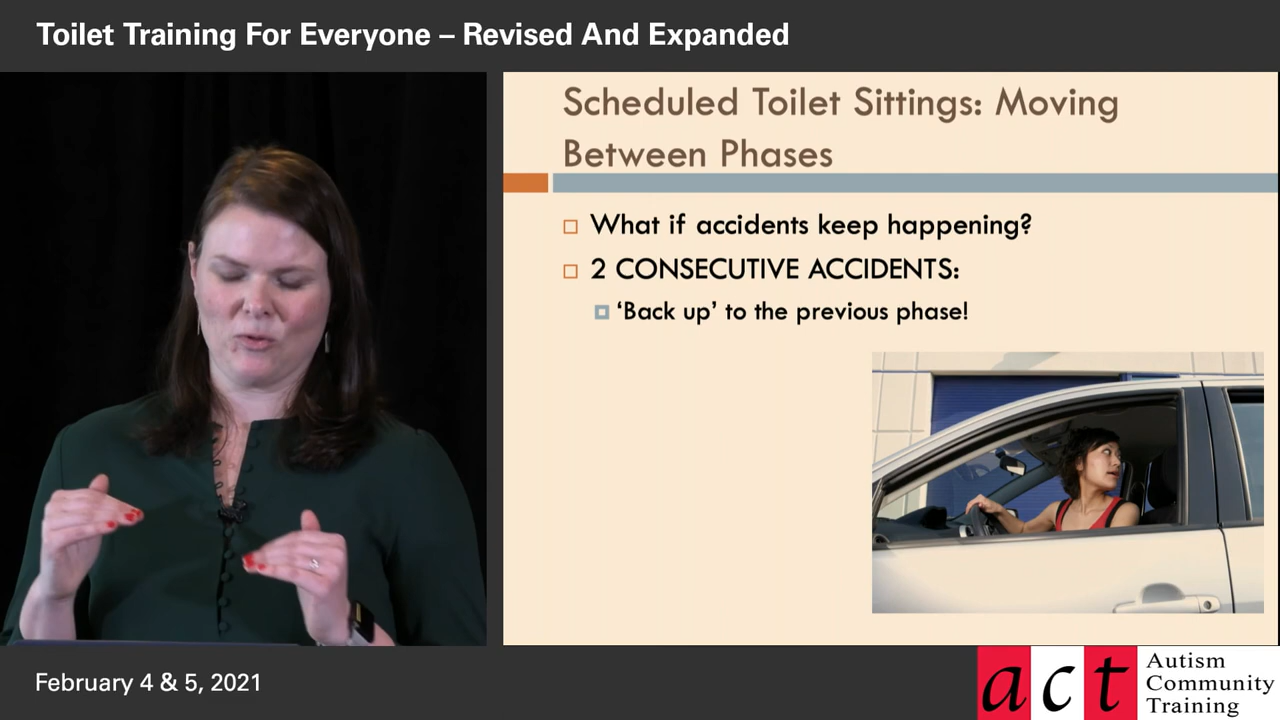 Toilet Training For Everyone – Revised And Expanded
Scheduled Toilet Sittings: Moving
Between Phases
What if accidents keep happening?
2 CONSECUTIVE ACCIDENTS:
‘Back up’ to the previous phase!
February 4 & 5, 2021
act
Autism
Community
Training